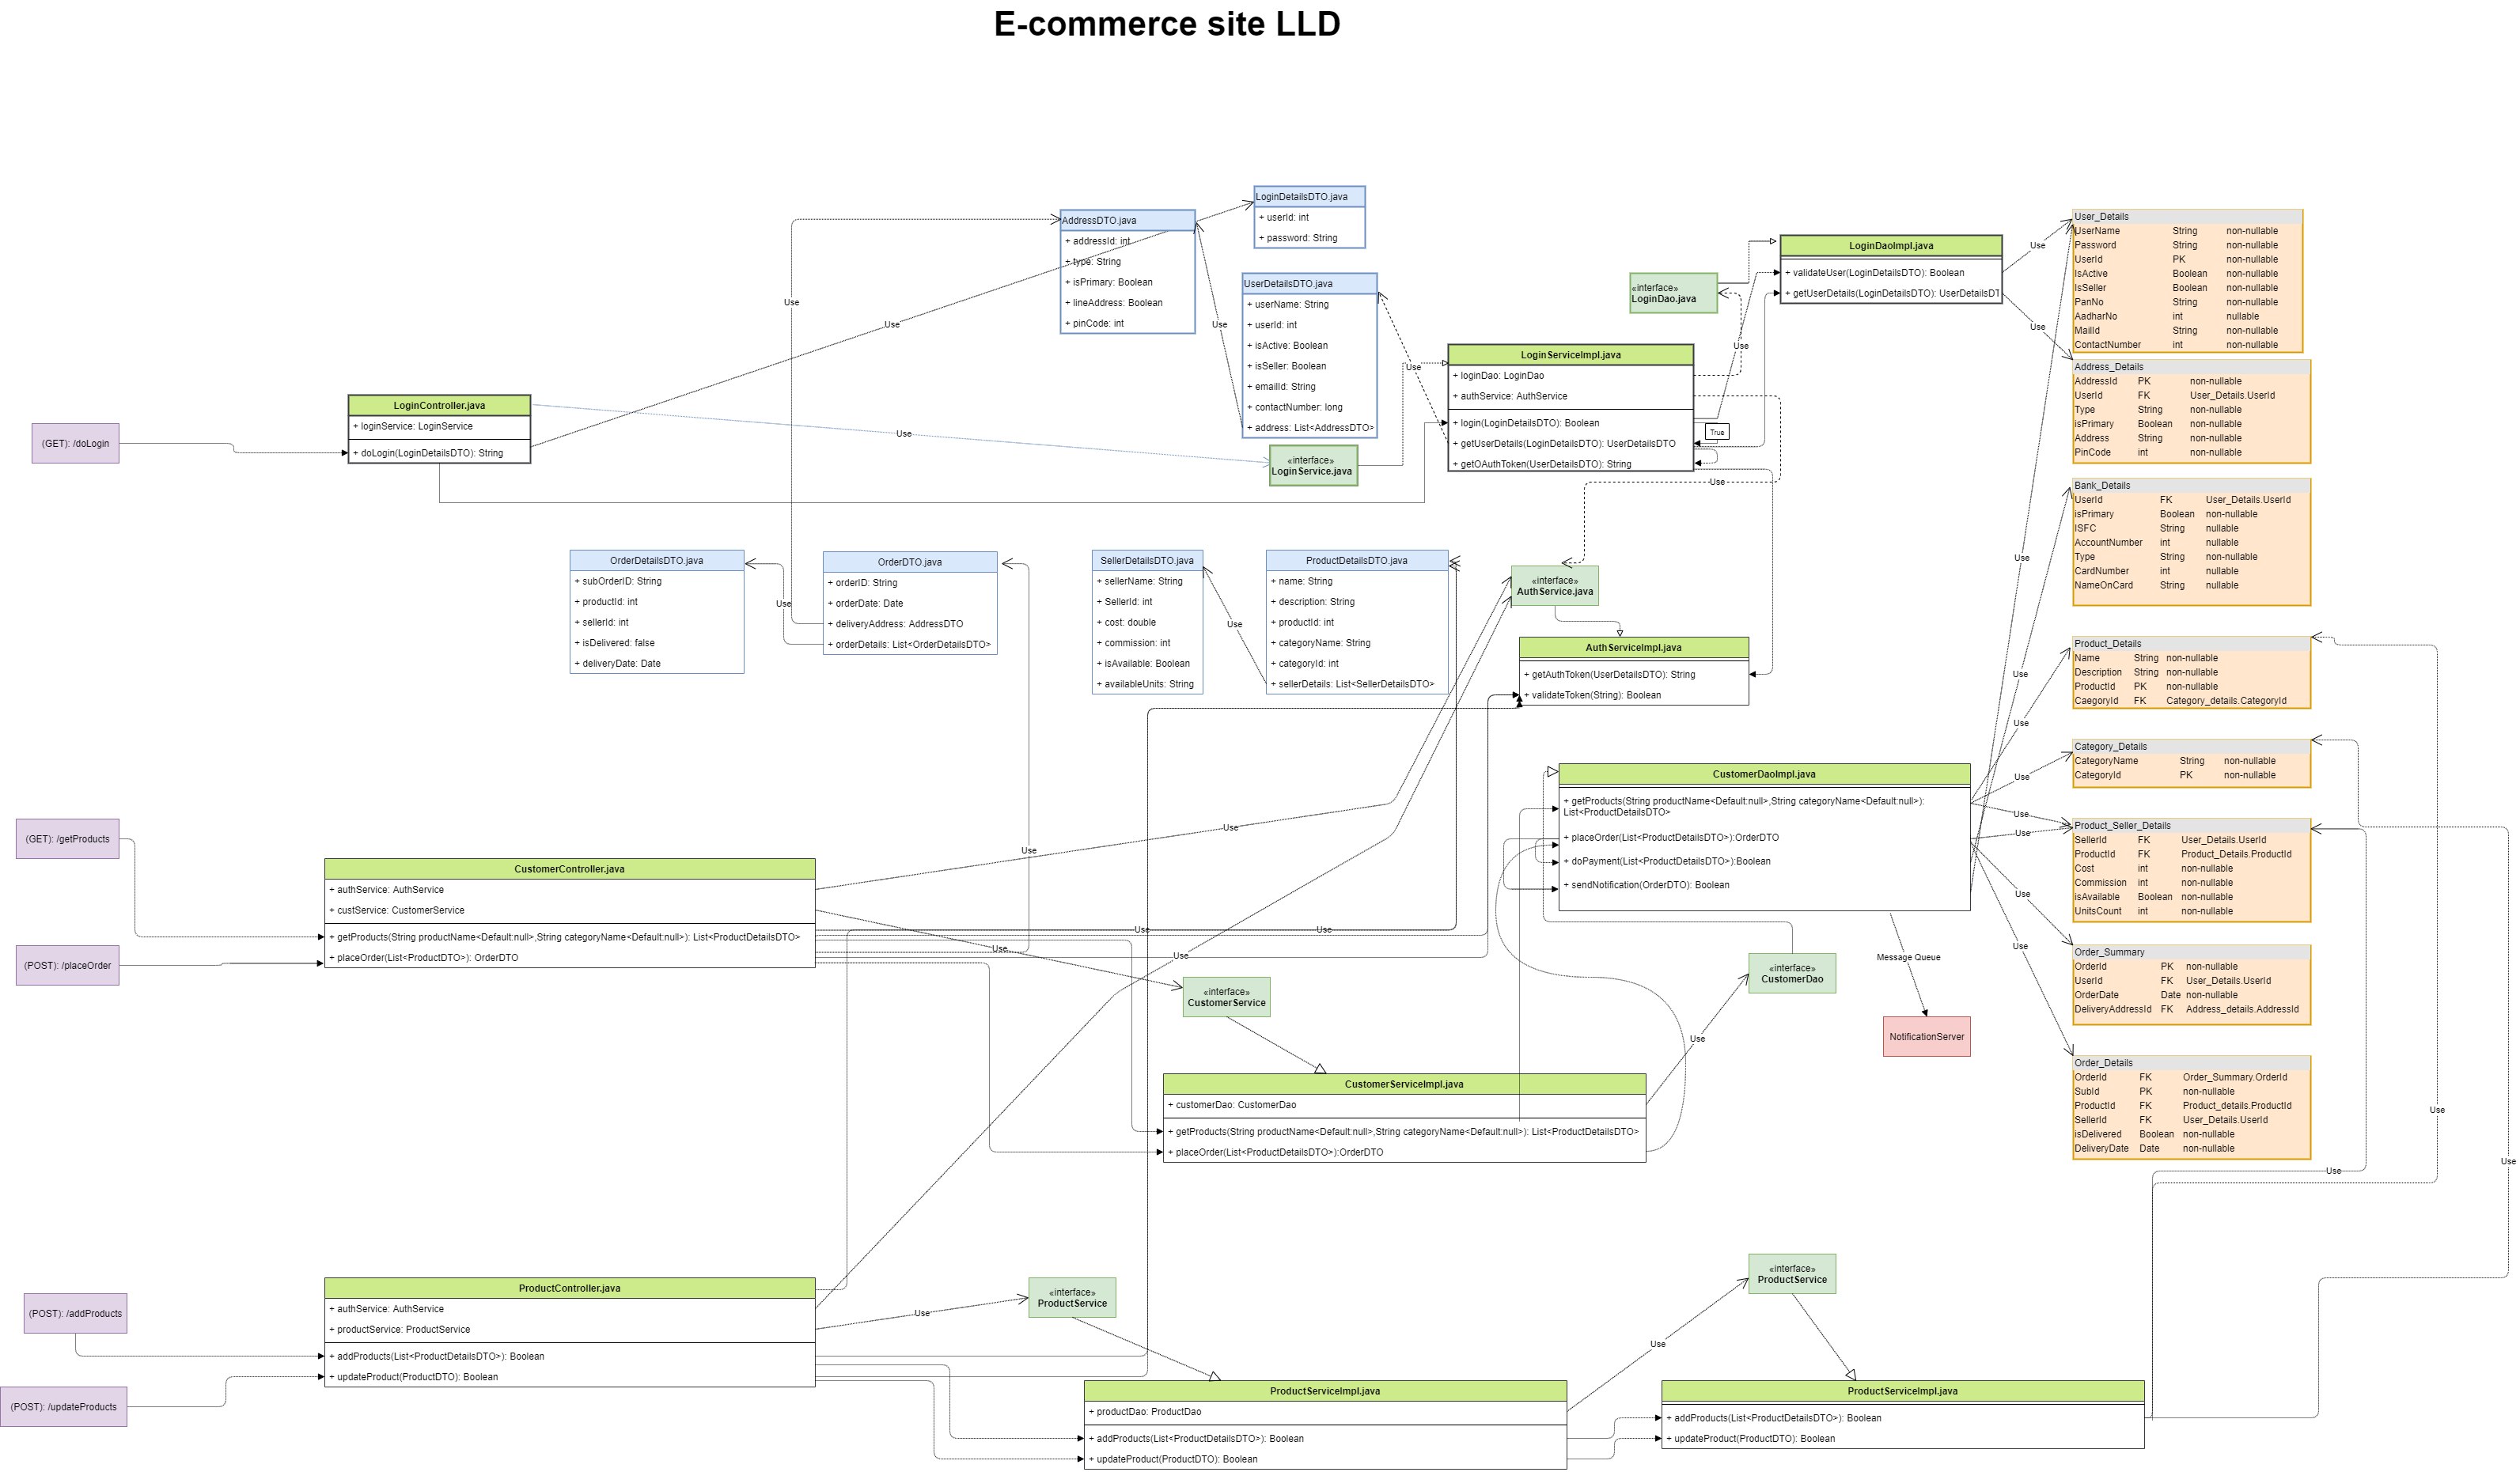 E-commerce site LLD
LoginDetailsDTO.java
+ userId: int
+ password: String
AddressDTO.java
+ addressId: int
+ type: String
+ isPrimary: Boolean
+ lineAddress: Boolean
+ pinCode: int
UserDetailsDTO.java
+ userName: String
+ userId: int
+ isActive: Boolean
+ isSeller: Boolean
+ emailId: String
+ contactNumber: long
+ address: List<AddressDTO>
Use
Use
Use
Use
Use
«interface»
LoginDao.java
LoginDaoImpl.java
+ validateUser(LoginDetailsDTO): Boolean
+ getUserDetails(LoginDetailsDTO): UserDetailsDT
Use
Use
Use
LoginServiceImpl.java
+ loginDao: LoginDao
+ authService: AuthService
+ login(LoginDetailsDTO): Boolean
+ getUserDetails(LoginDetailsDTO): UserDetailsDTO
+ getOAuthToken(UserDetailsDTO): String
True
Use
(GET): /doLogin
LoginController.java
+ loginService: LoginService
+ doLogin(LoginDetailsDTO): String
Use
«interface»
LoginService.java
User_Details
UserName String non-nullable
Password String non-nullable
UserId PK non-nullable
IsActive Boolean non-nullable
IsSeller Boolean non-nullable
PanNo String non-nullable
AadharNo int nullable
MailId String non-nullable
ContactNumber int non-nullable
Address_Details
AddressId PK non-nullable
UserId FK User_Details.UserId
Type String non-nullable
isPrimary Boolean non-nullable
Address String non-nullable
PinCode int non-nullable
Bank_Details
UserId FK User_Details.UserId
isPrimary Boolean non-nullable
ISFC String nullable
AccountNumber int nullable
Type String non-nullable
CardNumber int nullable
NameOnCard String nullable
OrderDetailsDTO.java
+ subOrderID: String
+ productId: int
+ sellerId: int
+ isDelivered: false
+ deliveryDate: Date
Use
OrderDTO.java
+ orderID: String
+ orderDate: Date
+ deliveryAddress: AddressDTO
+ orderDetails: List<OrderDetailsDTO>
SellerDetailsDTO.java
+ sellerName: String
+ SellerId: int
+ cost: double
+ commission: int
+ isAvailable: Boolean
+ availableUnits: String
Use
ProductDetailsDTO.java
+ name: String
+ description: String
+ productId: int
+ categoryName: String
+ categoryId: int
+ sellerDetails: List<SellerDetailsDTO>
«interface»
AuthService.java
AuthServiceImpl.java
+ getAuthToken(UserDetailsDTO): String
+ validateToken(String): Boolean
Use
Use
Use
Use
Use
Use
Use
Use
Product_Details
Name String non-nullable
Description String non-nullable
ProductId PK non-nullable
CaegoryId FK Category_details.CategoryId
Category_Details
CategoryName String non-nullable
CategoryId PK non-nullable
Product_Seller_Details
SellerId FK User_Details.UserId
ProductId FK Product_Details.ProductId
Cost int non-nullable
Commission int non-nullable
isAvailable Boolean non-nullable
UnitsCount int non-nullable
Order_Summary
OrderId PK non-nullable
UserId FK User_Details.UserId
OrderDate Date non-nullable
DeliveryAddressId FK Address_details.AddressId
Order_Details
OrderId FK Order_Summary.OrderId
SubId PK non-nullable
ProductId FK Product_details.ProductId
SellerId FK User_Details.UserId
isDelivered Boolean non-nullable
DeliveryDate Date non-nullable
Use
Use
Use
CustomerDaoImpl.java
+ getProducts(String productName<Default:null>,String categoryName<Default:null>):
List<ProductDetailsDTO>
+ placeOrder(List<ProductDetailsDTO>):OrderDTO
+ doPayment(List<ProductDetailsDTO>):Boolean
+ sendNotification(OrderDTO): Boolean
Message Queue
NotificationServer
«interface»
CustomerDao
Use
(GET): /getProducts
(POST): /placeOrder
CustomerController.java
+ authService: AuthService
+ custService: CustomerService
+ getProducts(String productName<Default:null>,String categoryName<Default:null>): List<ProductDetailsDTO>
+ placeOrder(List<ProductDTO>): OrderDTO
Use
Use
Use
Use
Use
Use
«interface»
CustomerService
CustomerServiceImpl.java
+ customerDao: CustomerDao
+ getProducts(String productName<Default:null>,String categoryName<Default:null>): List<ProductDetailsDTO>
+ placeOrder(List<ProductDetailsDTO>):OrderDTO
(POST): /addProducts
(POST): /updateProducts
ProductController.java
+ authService: AuthService
+ productService: ProductService
+ addProducts(List<ProductDetailsDTO>): Boolean
+ updateProduct(ProductDTO): Boolean
Use
«interface»
ProductService
ProductServiceImpl.java
+ productDao: ProductDao
+ addProducts(List<ProductDetailsDTO>): Boolean
+ updateProduct(ProductDTO): Boolean
Use
«interface»
ProductService
ProductServiceImpl.java
+ addProducts(List<ProductDetailsDTO>): Boolean
+ updateProduct(ProductDTO): Boolean